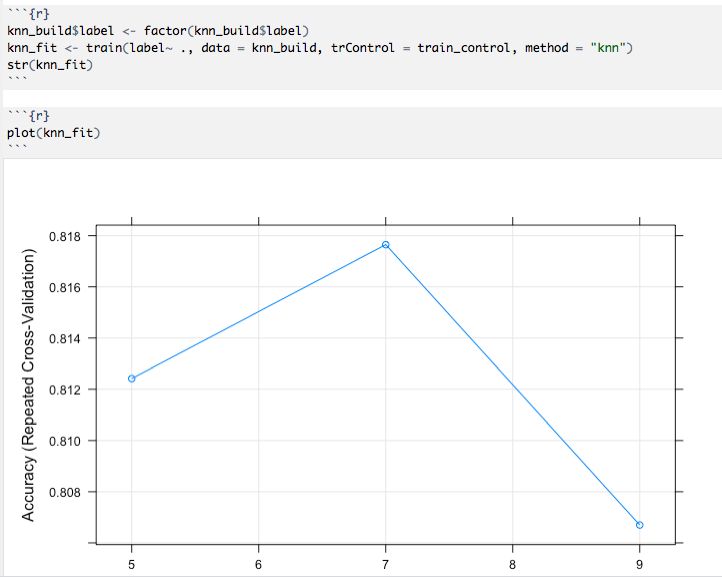 ```{r}
knn_build$label <- factor(knn_build$label)
knn_fit <- train(label~ ., data = knn_build, trControl = train_control, method = "knn")
str(knn_fit)
```
```{r}
plot(knn_fit)
```
Accuracy (Repeated Cross-Validation)
0.818
0.816
0.814
0.812
0.810
0.808
5 6 7 8 9